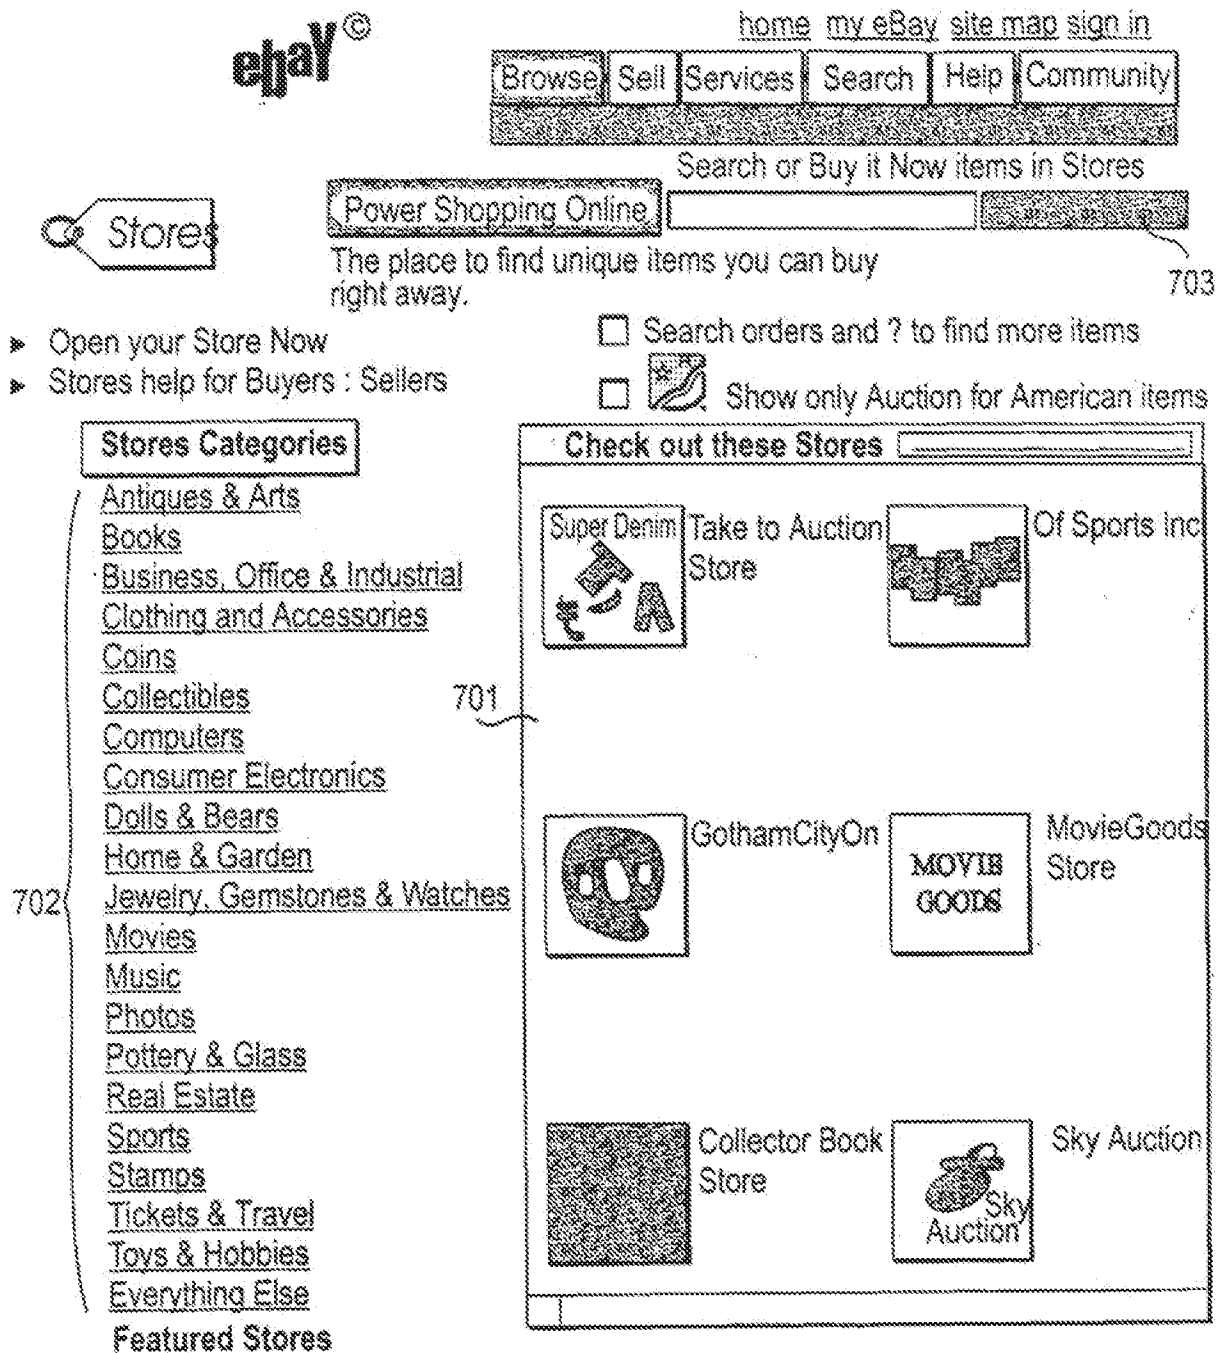 ebay ©
home my eBay site map sign in
Browse Sell Services Search Help Community
Search or Buy it Now items in Stores
Stores
Power Shopping Online
703
The place to find unique items you can buy
right away.
Open your Store Now
Stores help for Buyers : Sellers
Search orders and ? to find more items
Show only Auction for American items
Stores Categories
Antiques & Arts
Books
Business, Office & Industrial
Clothing and Accessories
Coins
Collectibles
Computers
Consumer Electronics
Dolls & Bears
Home & Garden
Jewelry, Gemstones & Watches
Movies
Music
Photos
Pottery & Glass
Real Estate
Sports
Stamps
Tickets & Travel
Toys & Hobbies
Everything Else
Featured Stores
702
701
Check out these Stores
Super Denim
Take to Auction
Store
Of Sports Inc
GothamCityOn
MOVIE
GOODS
MovieGoods
Store
Collector Book
Store
Sky
Auction
Sky Auction